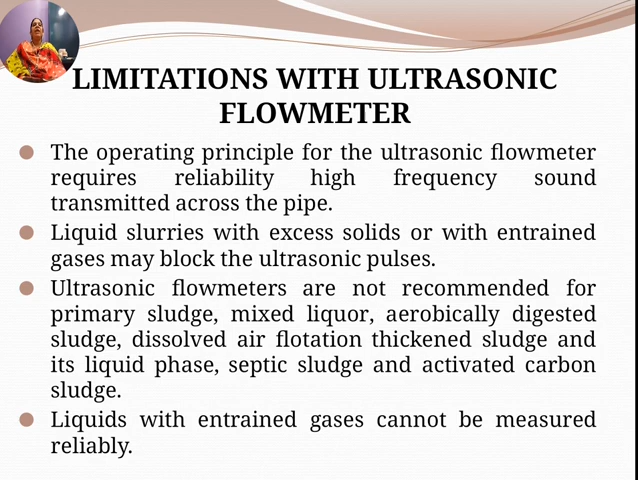 LIMITATIONS WITH ULTRASONIC
FLOWMETER
The operating principle for the ultrasonic flowmeter
requires reliability high frequency sound
transmitted across the pipe.
Liquid slurries with excess solids or with entrained
gases may block the ultrasonic pulses.
Ultrasonic flowmeters are not recommended for
primary sludge, mixed liquor, aerobically digested
sludge, dissolved air flotation thickened sludge and
its liquid phase, septic sludge and activated carbon
sludge.
Liquids with entrained gases cannot be measured
reliably.